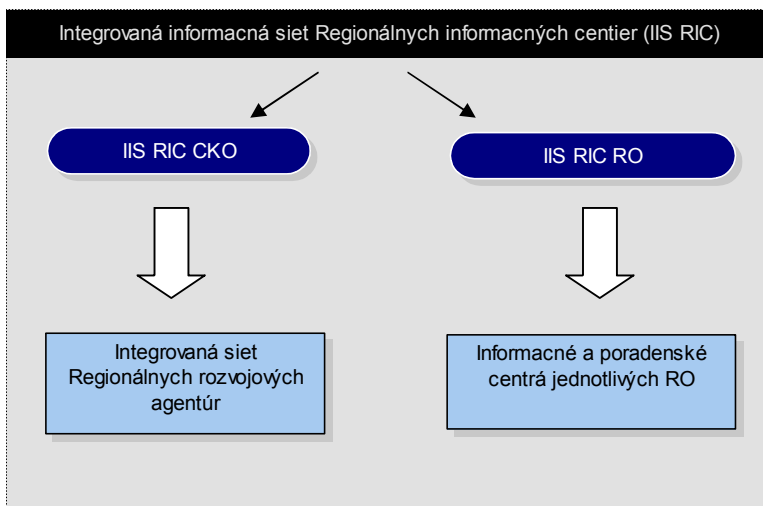 Integrovaná informacná siet Regionálnych informacných centier (IIS RIC)
IIS RIC CKO
IIS RIC RO
Integrovaná siet
Regionálnych rozvojových
agentúr
Informacné a poradenské
centrá jednotlivých RO